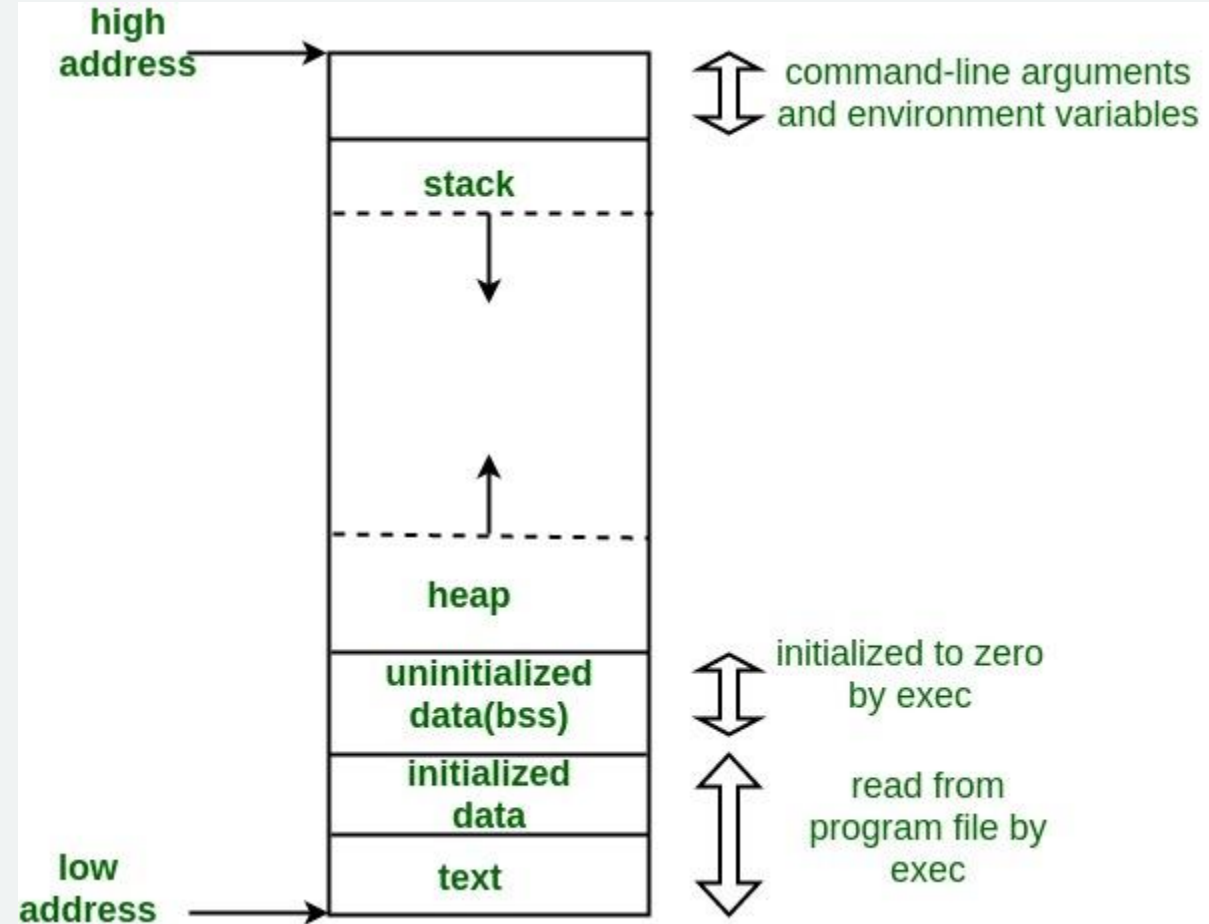 high
address
command-line arguments
and environment variables
stack
heap
uninitialized
data(bss)
initialized to zero
by exec
initialized
data
read from
program file by
exec
text
low
address